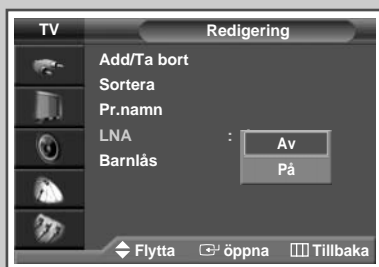 TV Redigering
Add/Ta bort
Sortera
Pr.namn
LNA :
Av
På
Barnlås
Flytta öppna Tillbaka